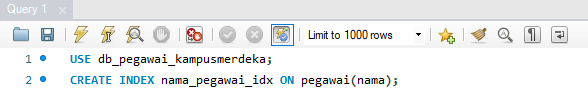 Query 1
Limit to 1000 rows
1 USE db_pegawai_kampusmerdeka;
2 CREATE INDEX nama_pegawai_idx ON pegawai(nama);